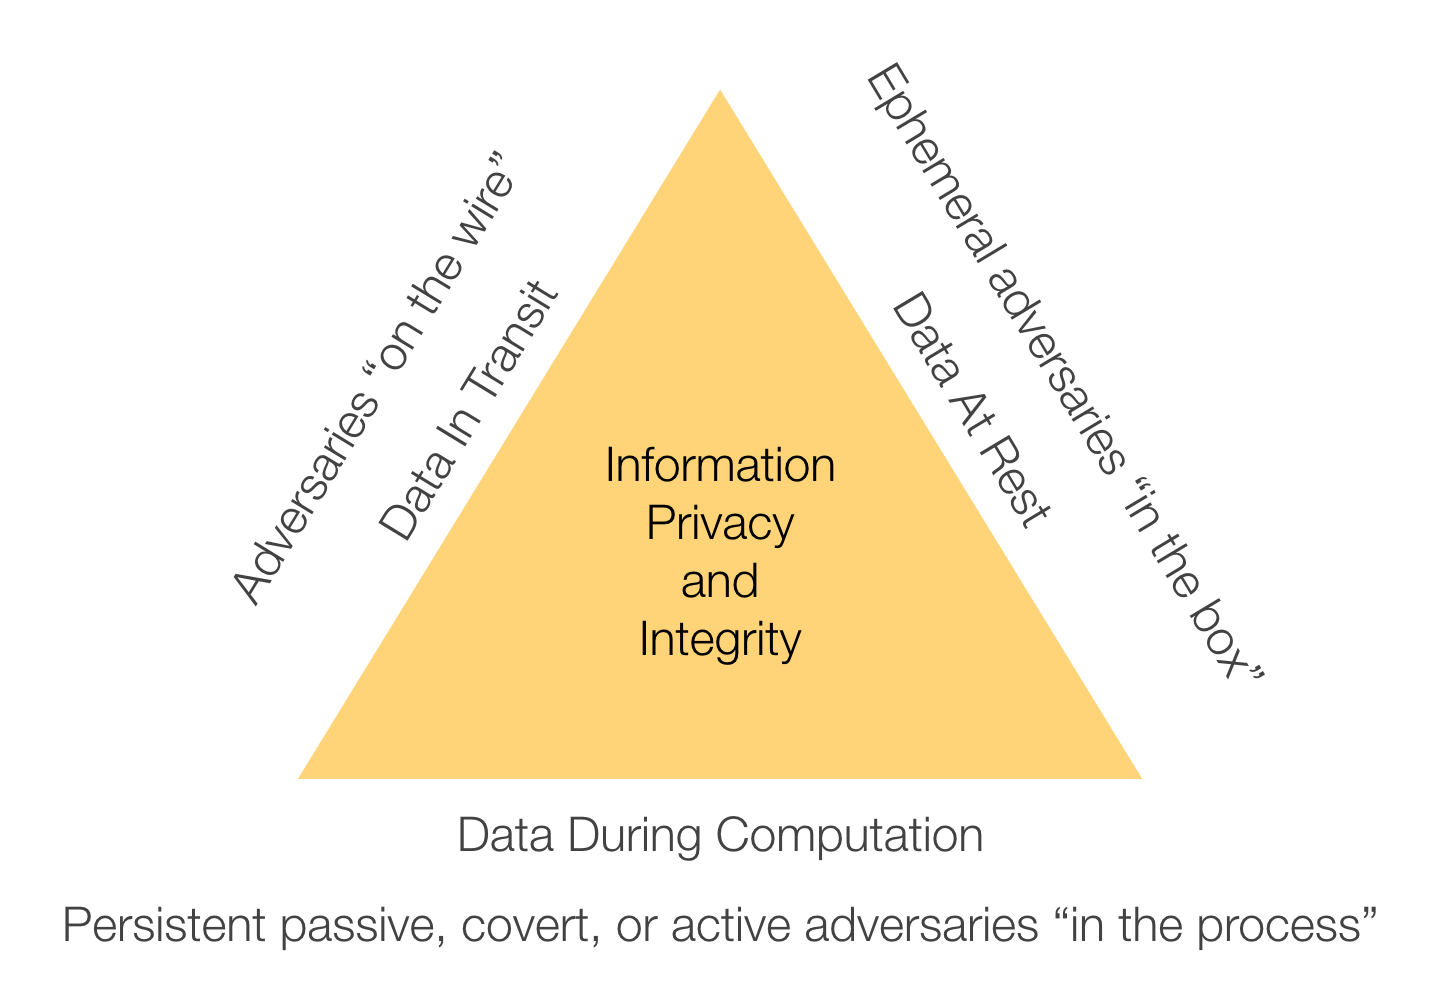 Adversaries “on the wire”
Data In Transit
Ephemeral adversaries “in the box”
Data At Rest
Information
Privacy
and
Integrity
Data During Computation
Persistent passive, covert, or active adversaries “in the process”